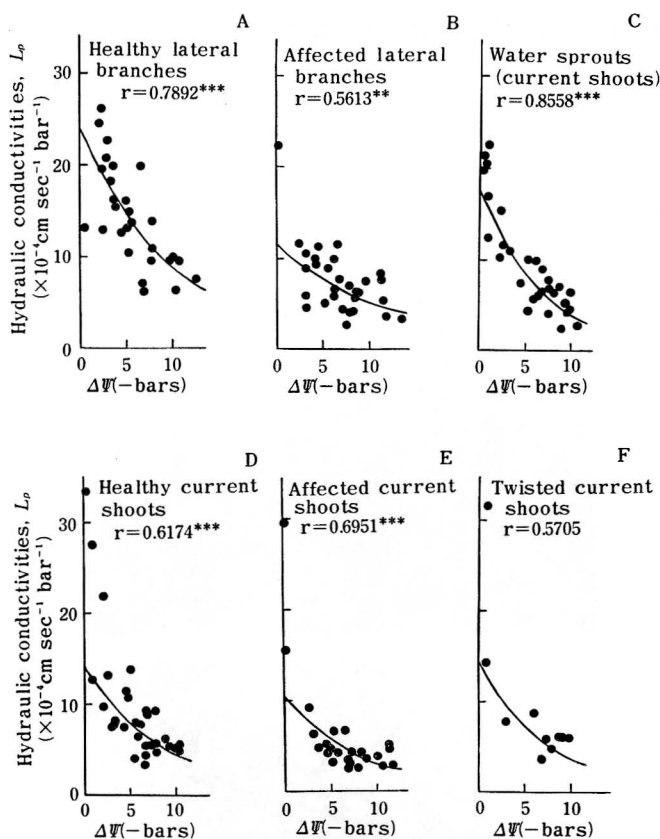 A
Healthy lateral
branches
r=0.7892***
B
Affected lateral
branches
r=0.5613**
C
Water sprouts
(current shoots)
r=0.8558***
Hydraulic conductivities, Lp
(×10⁻⁴cm sec⁻¹ bar⁻¹)
30
20
10
0
0 5 10
ΔΨ(−bars)
0 5 10
ΔΨ(−bars)
0 5 10
ΔΨ(−bars)
D
Healthy current
shoots
r=0.6174***
E
Affected current
shoots
r=0.6951***
F
Twisted current
shoots
r=0.5705
Hydraulic conductivities, Lp
(×10⁻⁴cm sec⁻¹ bar⁻¹)
30
20
10
0
0 5 10
ΔΨ(−bars)
0 5 10
ΔΨ(−bars)
0 5 10
ΔΨ(−bars)